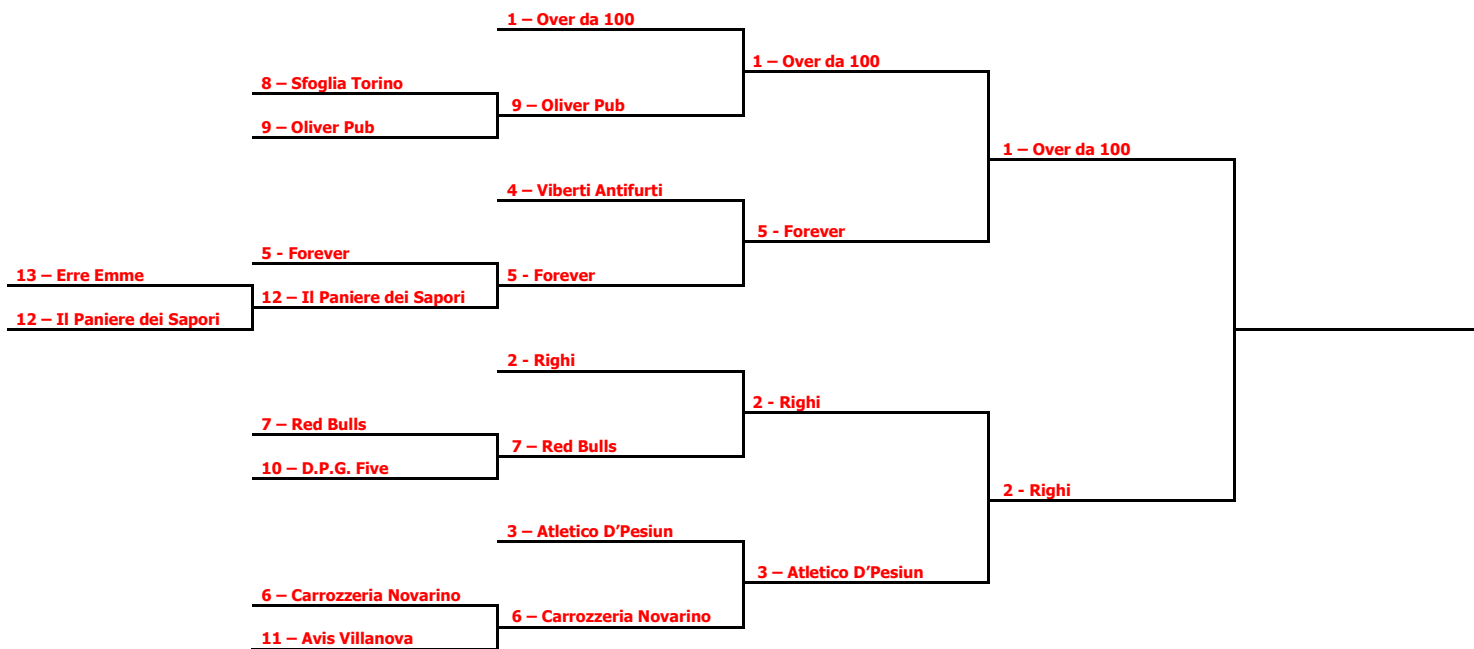 1 – Over da 100
1 – Over da 100
8 – Sfoglia Torino
9 – Oliver Pub
9 – Oliver Pub
1 – Over da 100
4 – Viberti Antifurti
5 - Forever
5 - Forever
13 – Erre Emme
5 - Forever
12 – Il Paniere dei Sapori
12 – Il Paniere dei Sapori
2 - Righi
2 - Righi
7 – Red Bulls
7 – Red Bulls
10 – D.P.G. Five
2 - Righi
3 – Atletico D’Pesiun
3 – Atletico D’Pesiun
6 – Carrozzeria Novarino
6 – Carrozzeria Novarino
11 – Avis Villanova